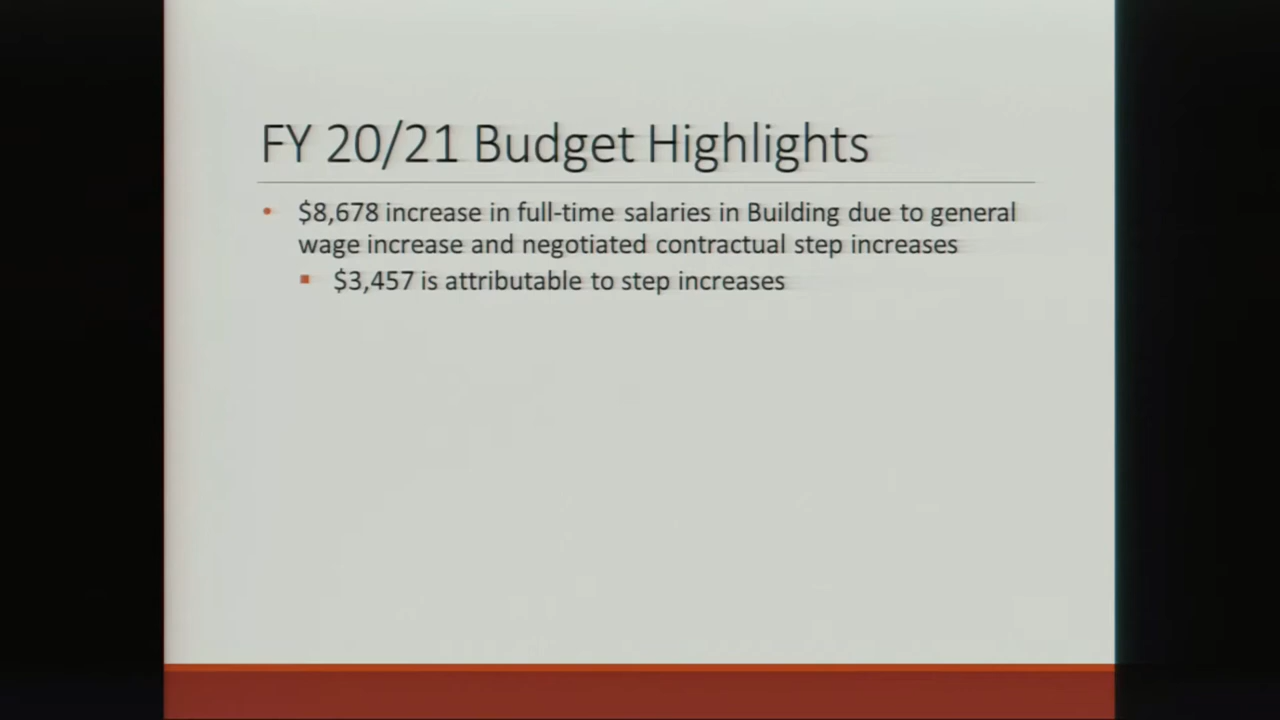 FY 20/21 Budget Highlights
• $8,678 increase in full-time salaries in Building due to general
wage increase and negotiated contractual step increases
▪ $3,457 is attributable to step increases